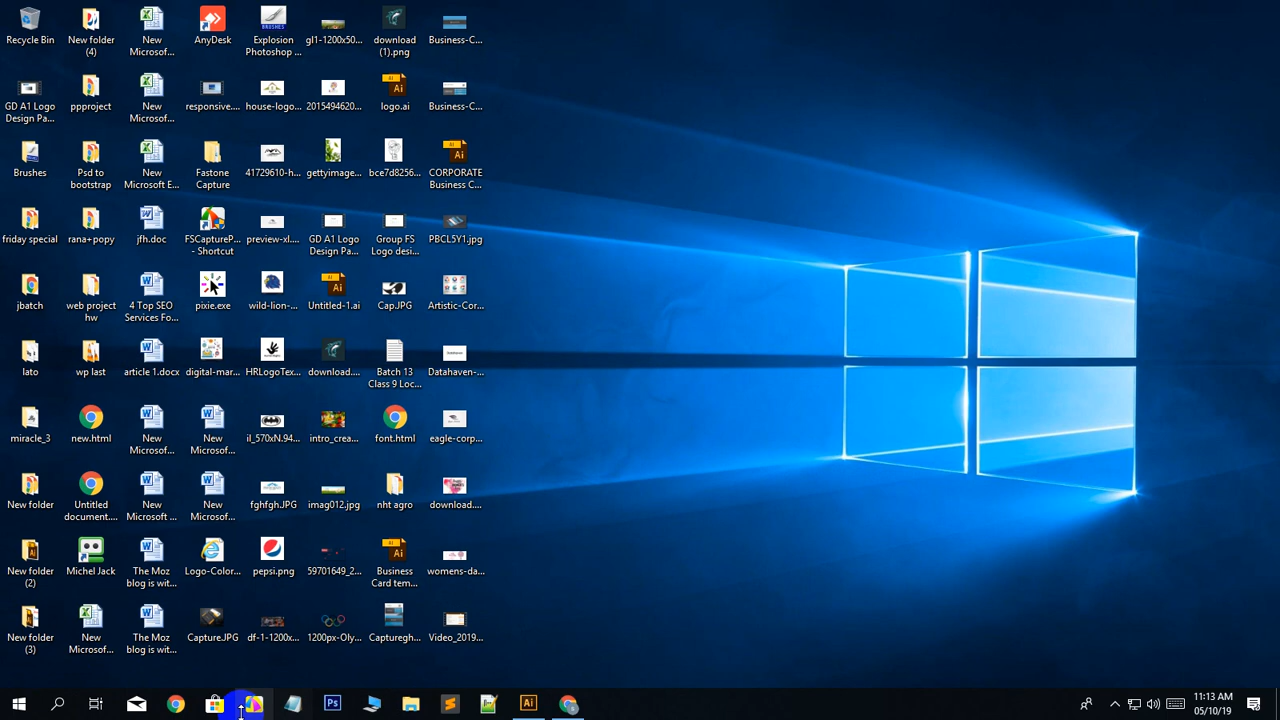 Recycle Bin
New folder
(4)
New
Microsof...
AnyDesk
Explosion
Photoshop ...
gl1-1200x50...
download
(1).png
Business-C...
GD A1 Logo
Design Pa...
ppproject
New
Microsof...
responsive....
house-logo...
2015494620...
logo.ai
Business-C...
Brushes
Psd to
bootstrap
New
Microsoft E...
Fastone
Capture
41729610-h...
gettyimage...
bce7d8256...
CORPORATE
Business C...
friday special
rana+popy
jfh.doc
FSCaptureP...
- Shortcut
preview-xl....
GD A1 Logo
Design Pa...
Group FS
Logo desi...
PBCL5Y1.jpg
jbatch
web project
hw
4 Top SEO
Services Fo...
pixie.exe
wild-lion-...
Untitled-1.ai
Cap.JPG
Artistic-Cor...
lato
wp last
article 1.docx
digital-mar...
HRLogoTex...
download....
Batch 13
Class 9 Loc...
Datahaven-...
miracle_3
new.html
New
Microsof...
New
Microsof...
il_570xN.94...
intro_crea...
font.html
eagle-corp...
New folder
Untitled
document....
New
Microsoft ...
New
Microsof...
fghfgh.JPG
imag012.jpg
nht agro
download....
New folder
(2)
Michel Jack
The Moz
blog is wit...
Logo-Color...
pepsi.png
59701649_2...
Business
Card tem...
womens-da...
New folder
(3)
New
Microsof...
The Moz
blog is wit...
Capture.JPG
df-1-1200x...
1200px-Oly...
Capturegh...
Video_2019...
11:13 AM
05/10/19